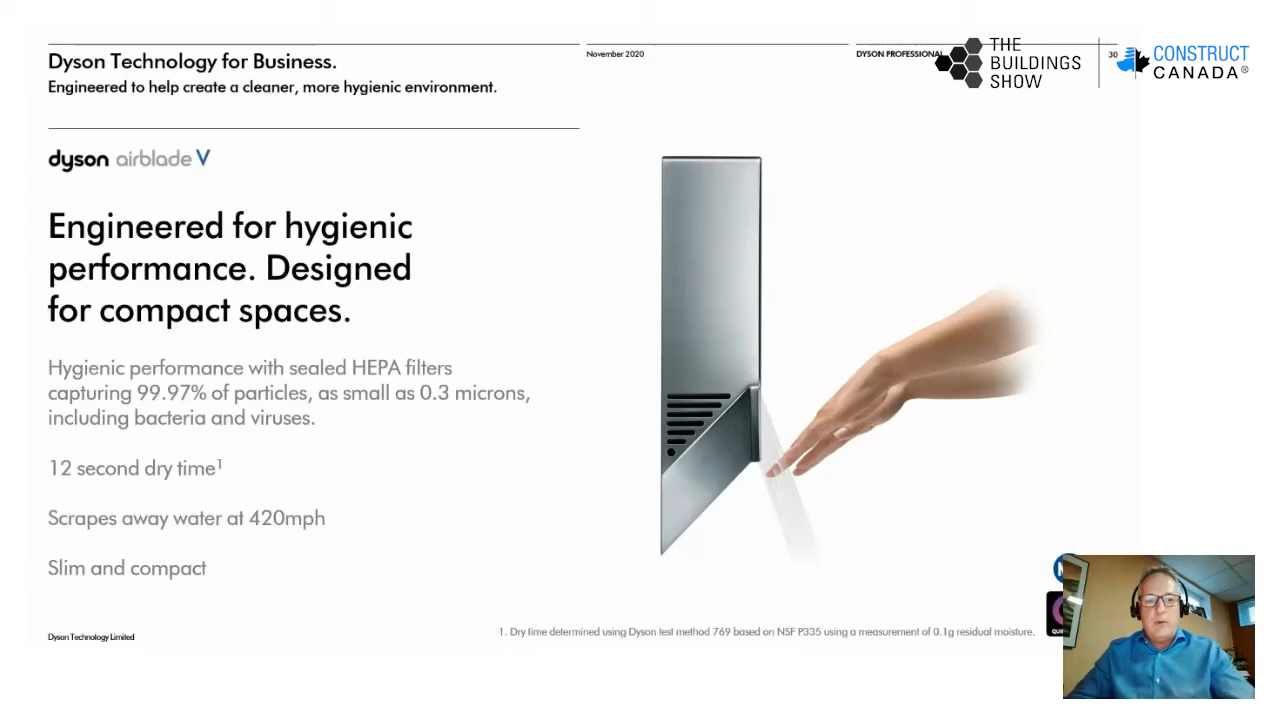 Dyson Technology for Business.
Engineered to help create a cleaner, more hygienic environment.
November 2020
DYSON PROFESSIONAL
30
THE
BUILDINGS
SHOW
CONSTRUCT
CANADA®
dyson airblade V
Engineered for hygienic
performance. Designed
for compact spaces.
Hygienic performance with sealed HEPA filters
capturing 99.97% of particles, as small as 0.3 microns,
including bacteria and viruses.
12 second dry time¹
Scrapes away water at 420mph
Slim and compact
Dyson Technology Limited
1. Dry time determined using Dyson test method 769 based on NSF P335 using a measurement of 0.1g residual moisture.